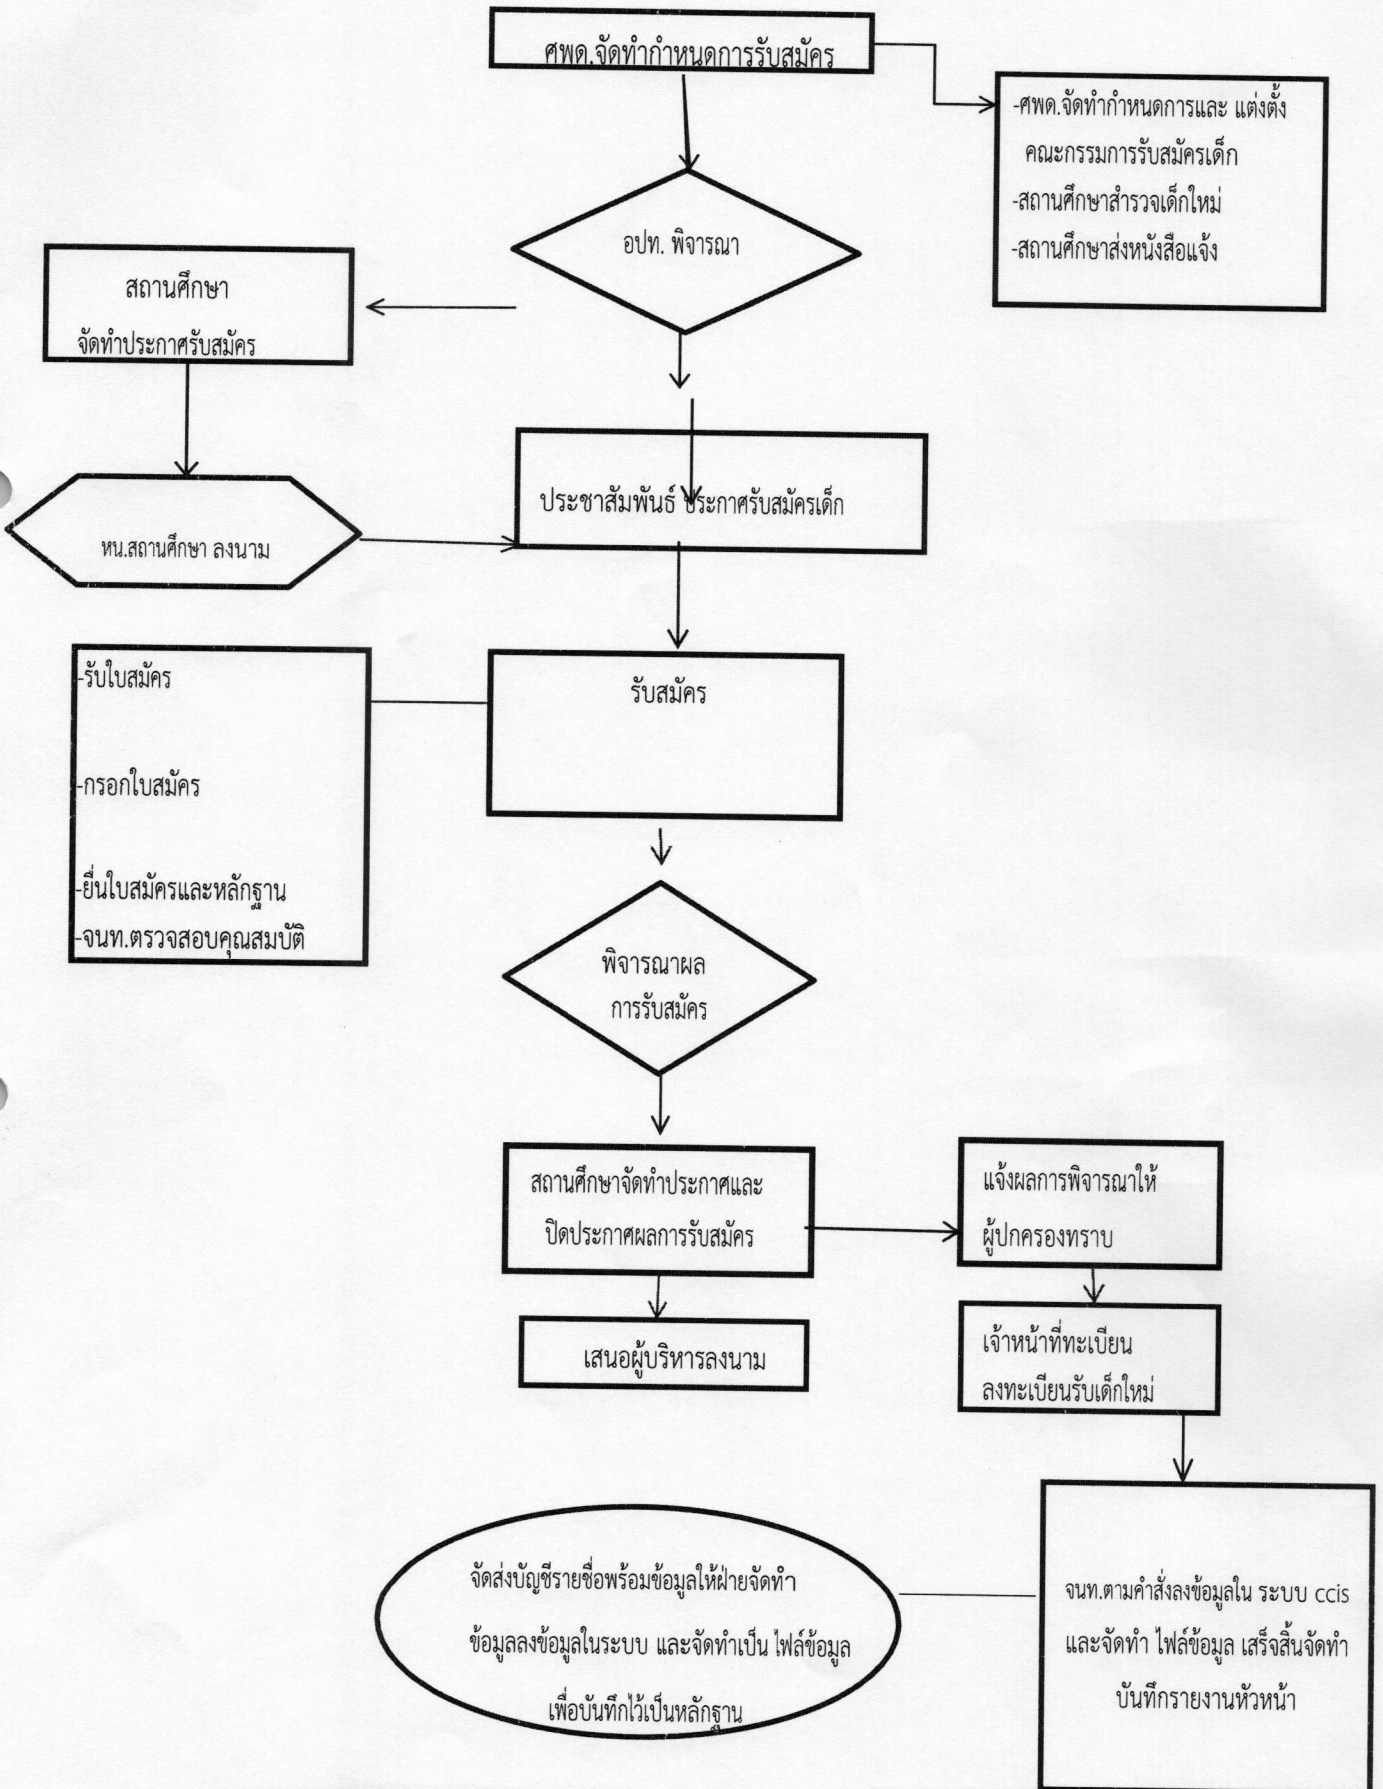 ศพด.จัดทำกำหนดการรับสมัคร
-ศพด.จัดทำกำหนดการและ แต่งตั้ง
คณะกรรมการรับสมัครเด็ก
-สถานศึกษาสำรวจเด็กใหม่
-สถานศึกษาส่งหนังสือแจ้ง
อปท. พิจารณา
สถานศึกษา
จัดทำประกาศรับสมัคร
ประชาสัมพันธ์ ประกาศรับสมัครเด็ก
หน.สถานศึกษา ลงนาม
-รับใบสมัคร
-กรอกใบสมัคร
-ยื่นใบสมัครและหลักฐาน
-จนท.ตรวจสอบคุณสมบัติ
รับสมัคร
พิจารณาผล
การรับสมัคร
สถานศึกษาจัดทำประกาศและ
ปิดประกาศผลการรับสมัคร
แจ้งผลการพิจารณาให้
ผู้ปกครองทราบ
เสนอผู้บริหารลงนาม
เจ้าหน้าที่ทะเบียน
ลงทะเบียนรับเด็กใหม่
จัดส่งบัญชีรายชื่อพร้อมข้อมูลให้ฝ่ายจัดทำ
ข้อมูลลงข้อมูลในระบบ และจัดทำเป็น ไฟล์ข้อมูล
เพื่อบันทึกไว้เป็นหลักฐาน
จนท.ตามคำสั่งลงข้อมูลใน ระบบ ccis
และจัดทำ ไฟล์ข้อมูล เสร็จสิ้นจัดทำ
บันทึกรายงานหัวหน้า